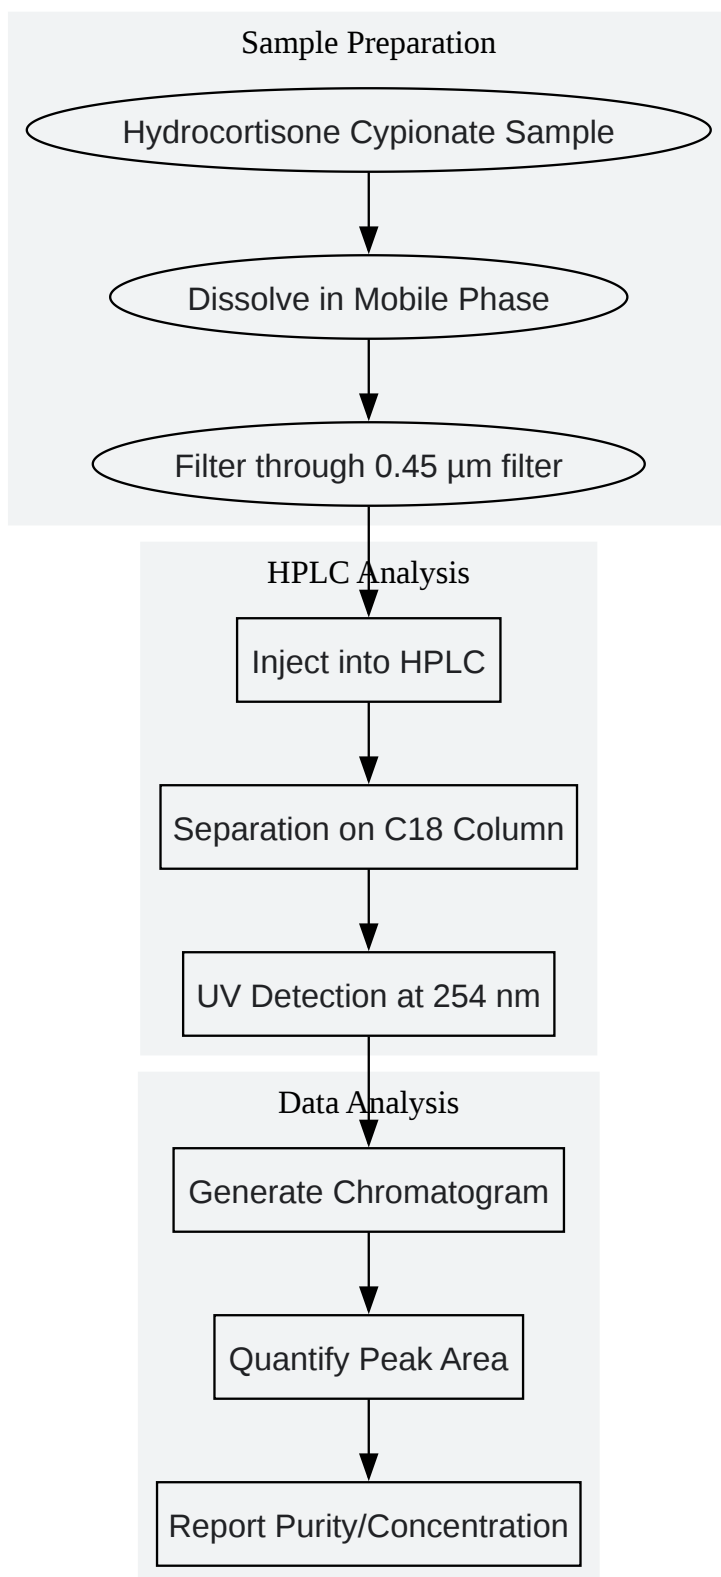 Sample Preparation
Hydrocortisone Cypionate Sample
Dissolve in Mobile Phase
Filter through 0.45 µm filter
HPLC Analysis
Inject into HPLC
Separation on C18 Column
UV Detection at 254 nm
Data Analysis
Generate Chromatogram
Quantify Peak Area
Report Purity/Concentration